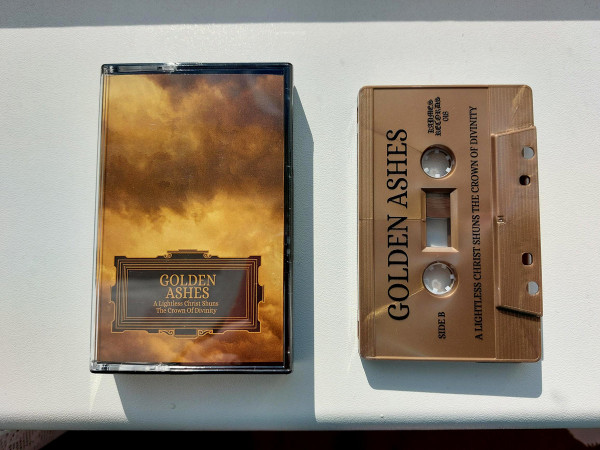 GOLDEN
ASHES
A Lightless Christ Shuns
The Crown Of Divinity
GOLDEN ASHES
SIDE B
A LIGHTLESS CHRIST SHUNS THE CROWN OF DIVINITY
RECORDS